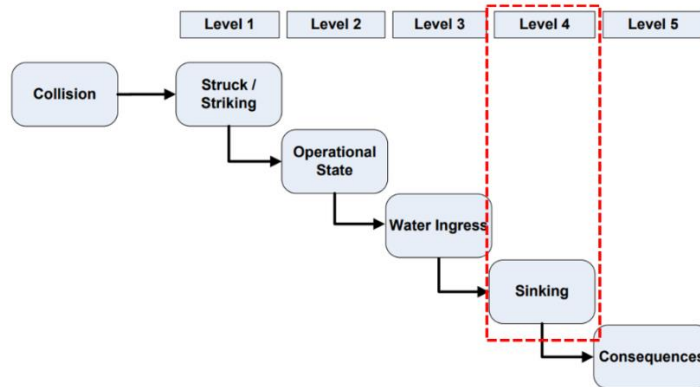 Level 1 Level 2 Level 3 Level 4 Level 5
Collision
Struck /
Striking
Operational
State
Water Ingress
Sinking
Consequences